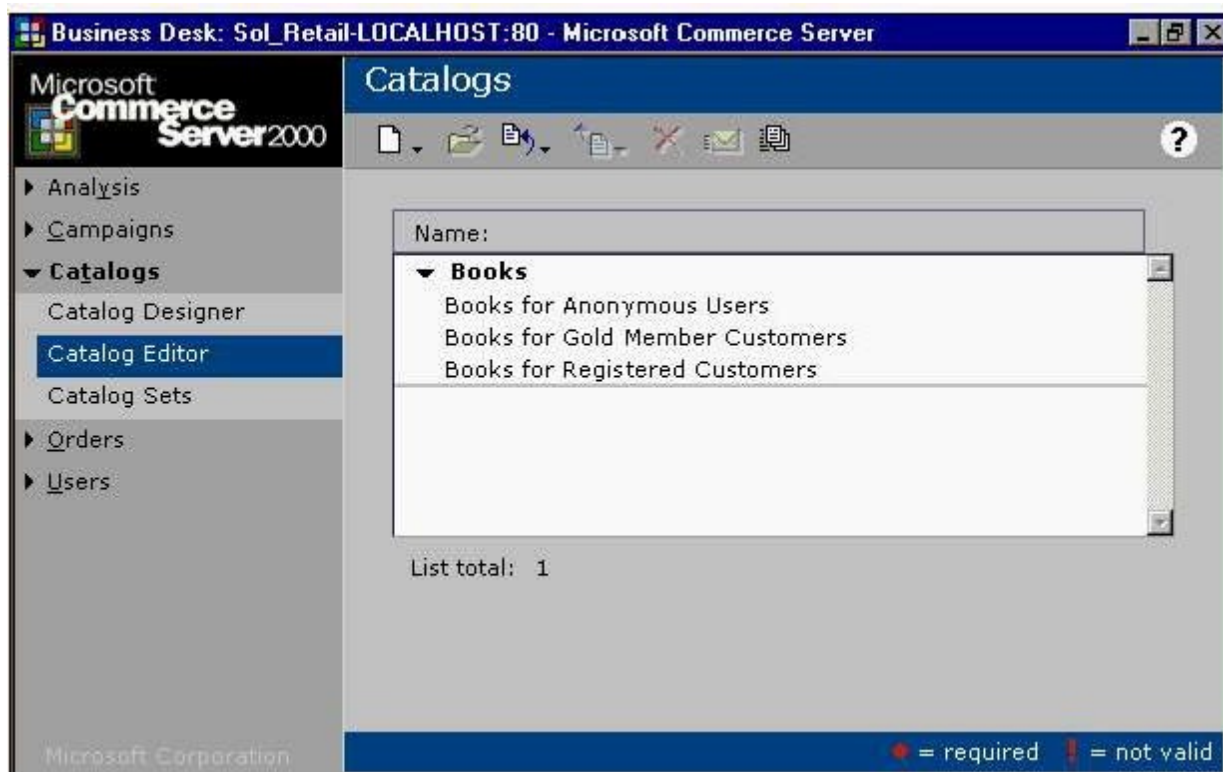 Business Desk: Sol_Retail-LOCALHOST:80 - Microsoft Commerce Server
Microsoft
Commerce
Server2000
Catalogs
?
Analysis
Campaigns
Catalogs
Catalog Designer
Catalog Editor
Catalog Sets
Orders
Users
Name:
Books
Books for Anonymous Users
Books for Gold Member Customers
Books for Registered Customers
List total: 1
Microsoft Corporation
= required ! = not valid